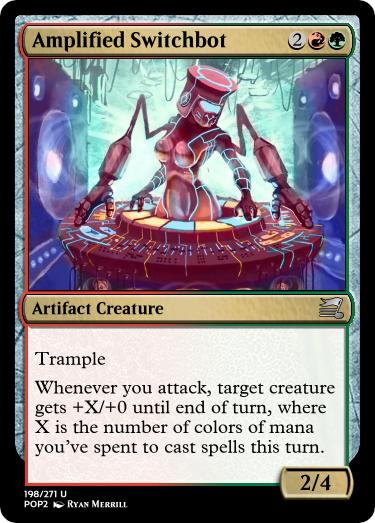 Amplified Switchbot 2
Artifact Creature
Trample
Whenever you attack, target creature
gets +X/+0 until end of turn, where
X is the number of colors of mana
you’ve spent to cast spells this turn.
2/4
198/271 U
POP2 Ryan Merrill